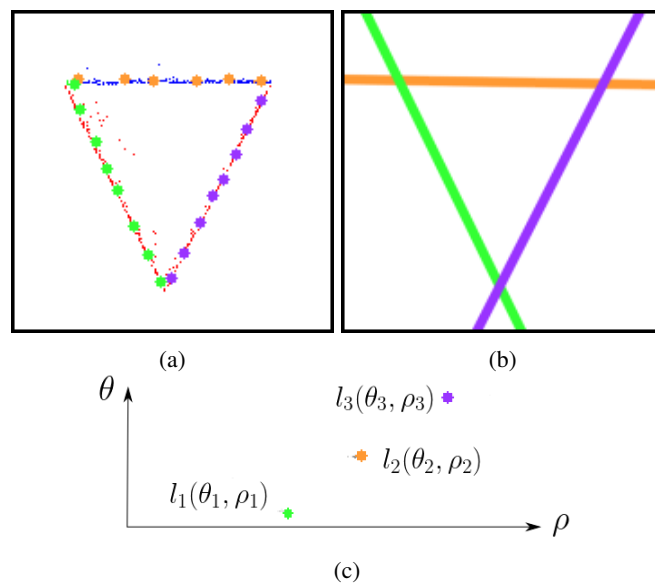 (a)
(b)
θ
l₃(θ₃, ρ₃)
l₂(θ₂, ρ₂)
l₁(θ₁, ρ₁)
ρ
(c)